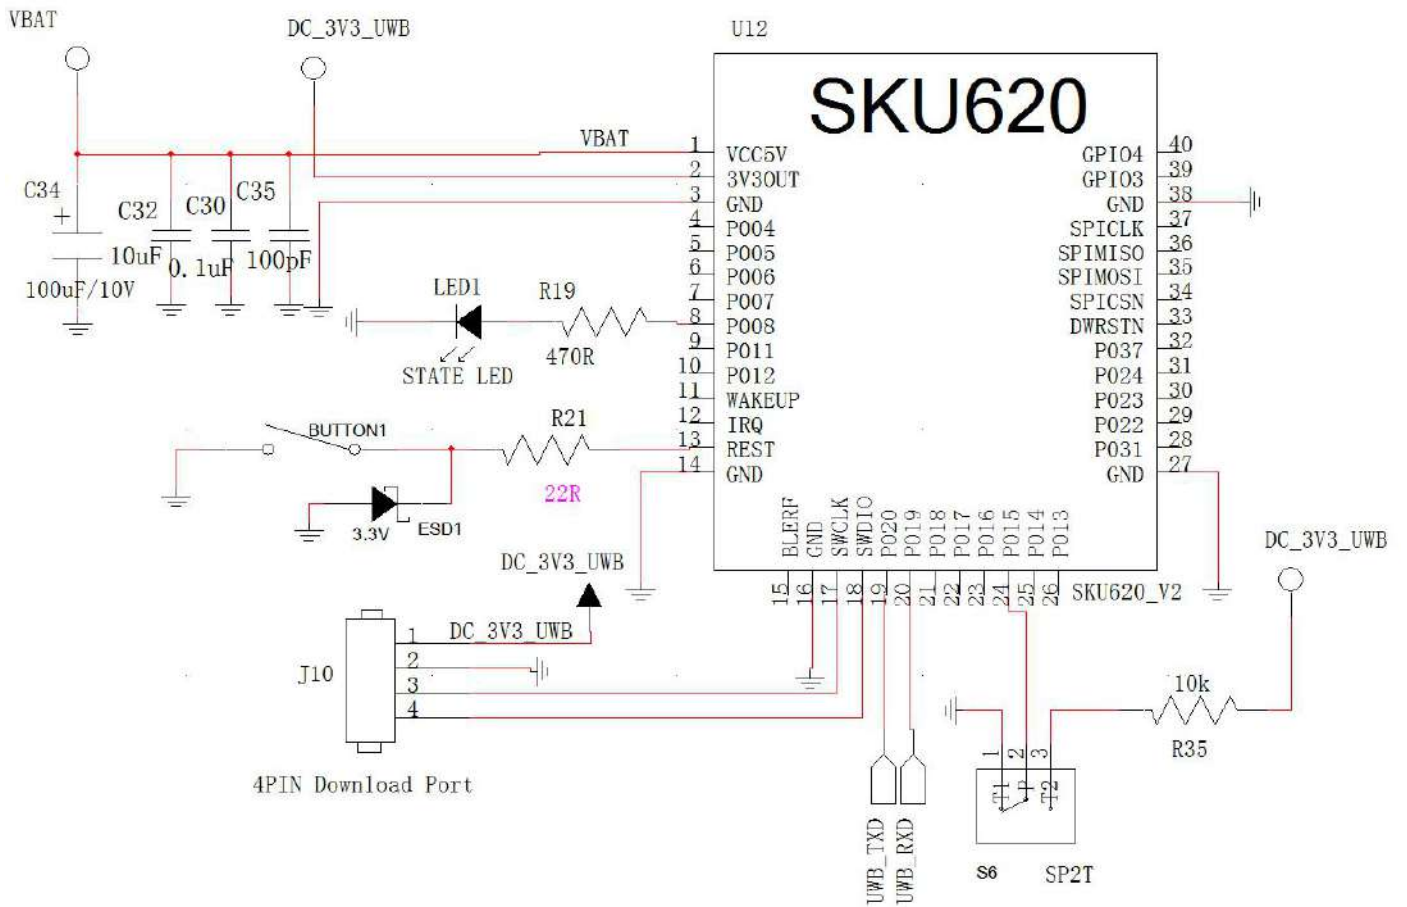 VBAT
DC_3V3_UWB
U12
SKU620
VBAT
1 VCC5V
2 3V3OUT
3 GND
4 P004
5 P005
6 P006
7 P007
8 P008
9 P011
10 P012
11 WAKEUP
12 IRQ
13 REST
14 GND
GPIO4 40
GPIO3 39
GND 38
SPICLK 37
SPIMISO 36
SPIMOSI 35
SPICSN 34
DWRSTN 33
P037 32
P024 31
P023 30
P022 29
P031 28
GND 27
C34
+
100uF/10V
C32
10uF
C30
0.1uF
C35
100pF
LED1
STATE LED
R19
470R
BUTTON1
R21
22R
3.3V
ESD1
BLERF 15
GND 16
SWCLK 17
SWDIO 18
P020 19
P019 20
P018 21
P017 22
P016 23
P015 24
P014 25
P013 26
SKU620_V2
DC_3V3_UWB
DC_3V3_UWB
J10
1
2
3
4
4PIN Download Port
UWB_TXD
UWB_RXD
DC_3V3_UWB
10k
R35
1 2 3
T1 P T2
S6
SP2T